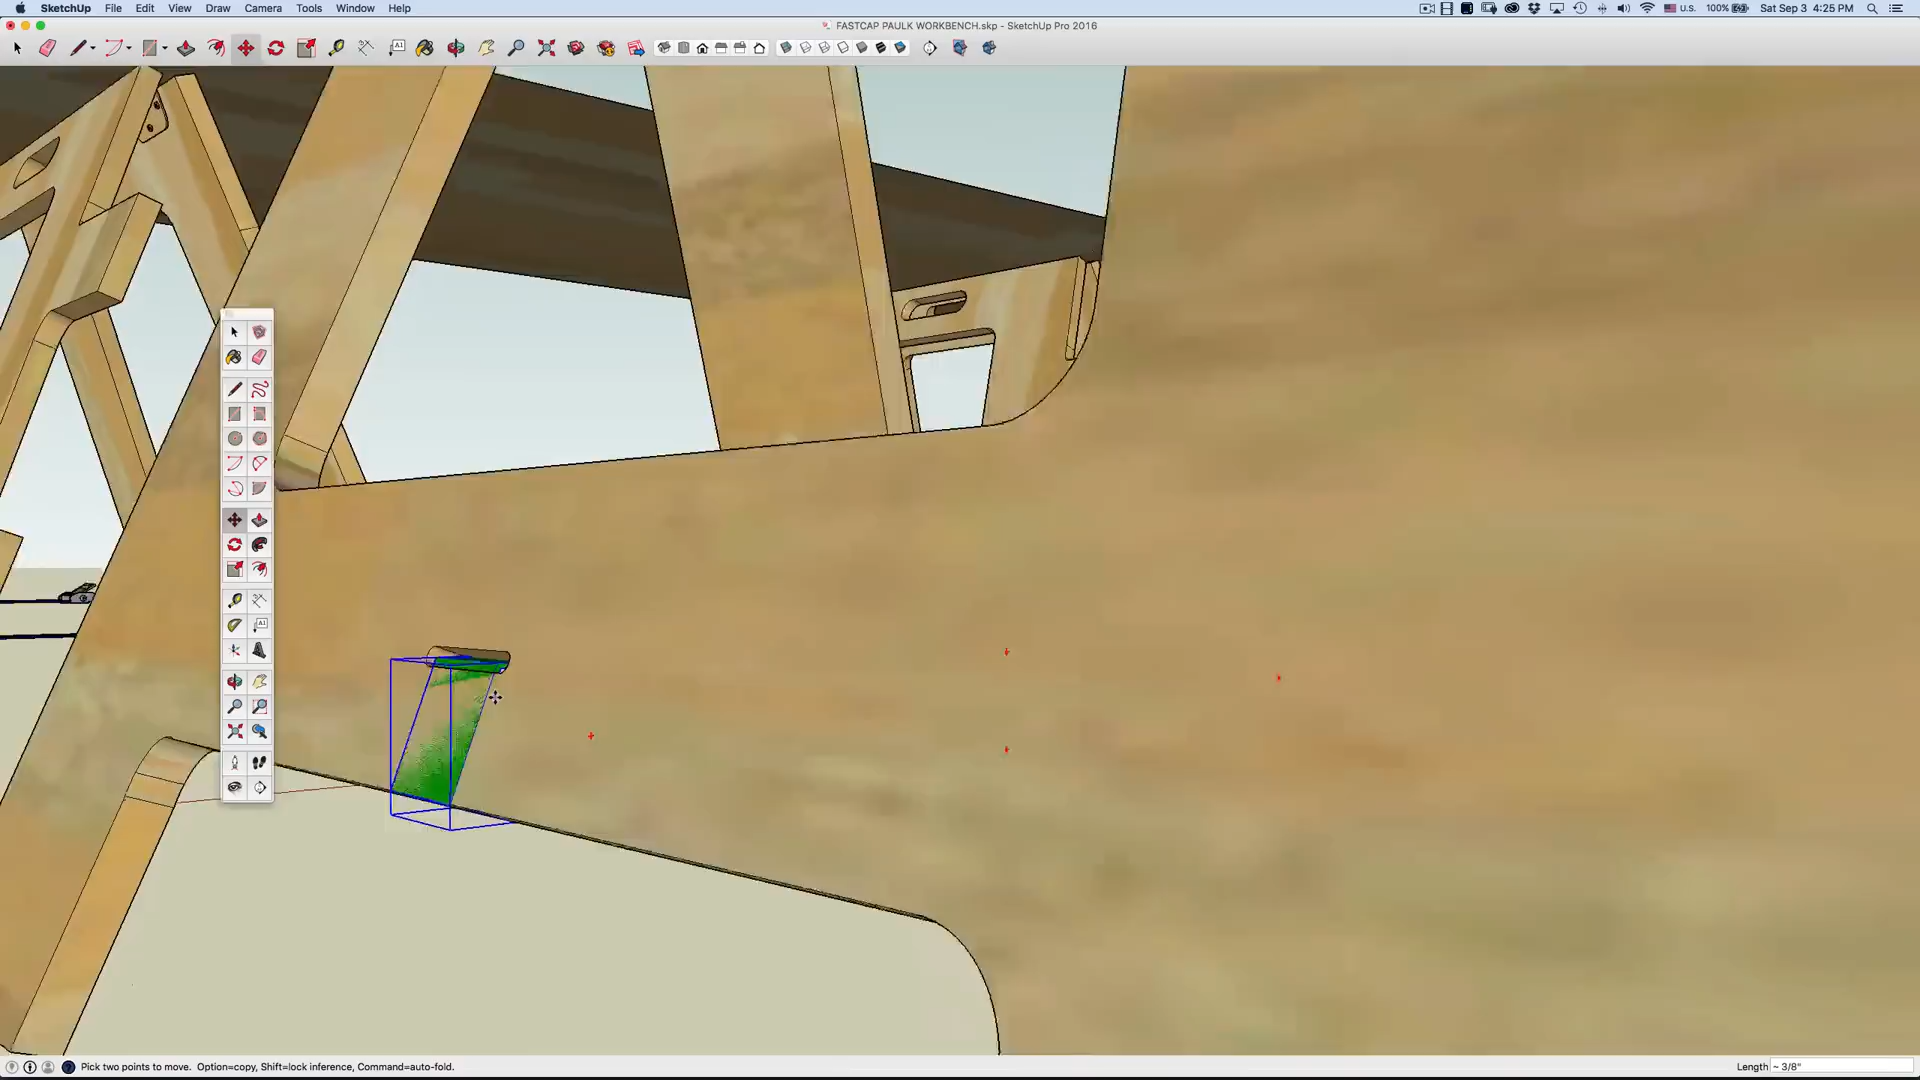 SketchUp File Edit View Draw Camera Tools Window Help
U.S. 100% Sat Sep 3 4:25 PM
FASTCAP PAULK WORKBENCH.skp - SketchUp Pro 2016
A1
A1
Pick two points to move. Option=copy, Shift=lock inference, Command=auto-fold.
Length ~ 3/8"